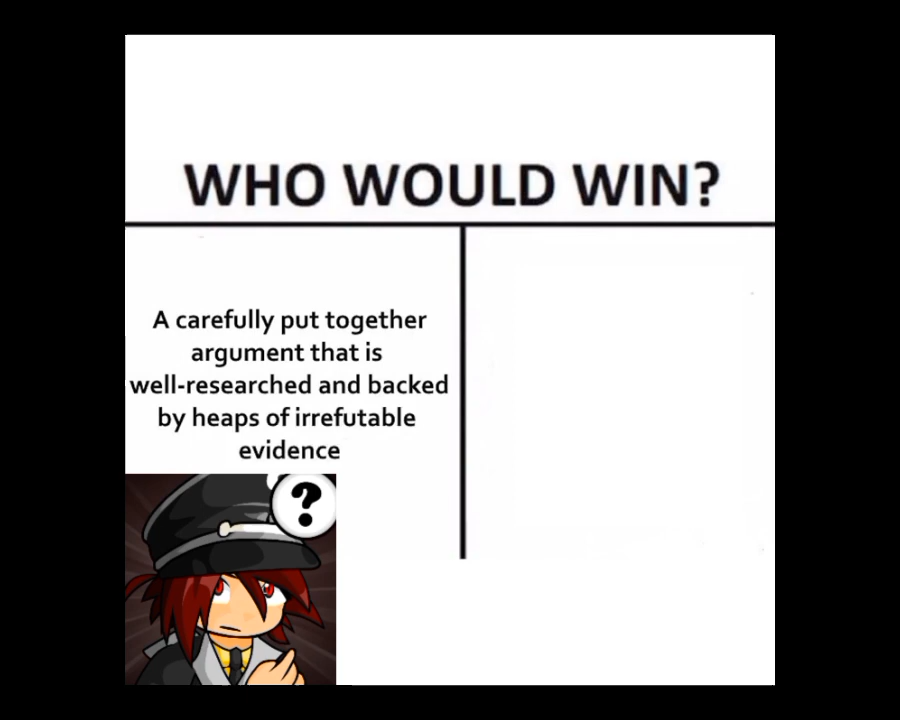 WHO WOULD WIN?
A carefully put together
argument that is
well-researched and backed
by heaps of irrefutable
evidence
?